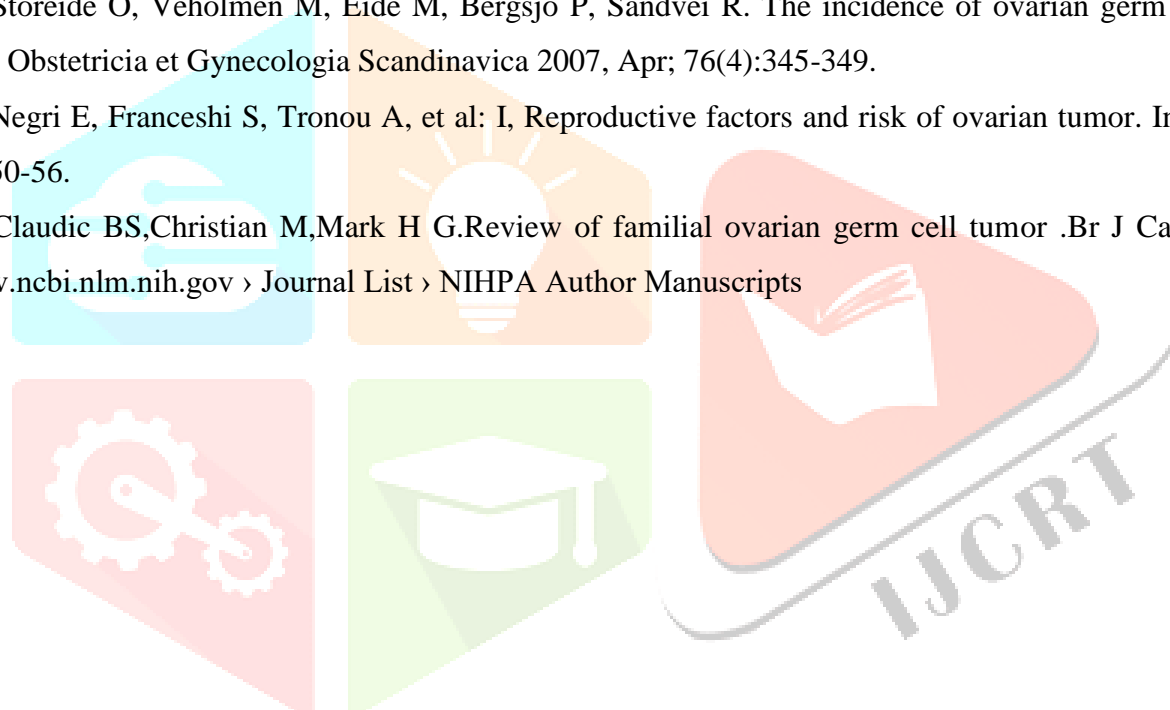 Storeide O, Veholmen M, Eide M, Bergsjo P, Sandvei R. The incidence of ovarian germ
Obstetricia et Gynecologia Scandinavica 2007, Apr; 76(4):345-349.
Negri E, Franceshi S, Tronou A, et al: I, Reproductive factors and risk of ovarian tumor. In
50-56.
Claudic BS,Christian M,Mark H G.Review of familial ovarian germ cell tumor .Br J Ca
.ncbi.nlm.nih.gov › Journal List › NIHPA Author Manuscripts
IJCRT